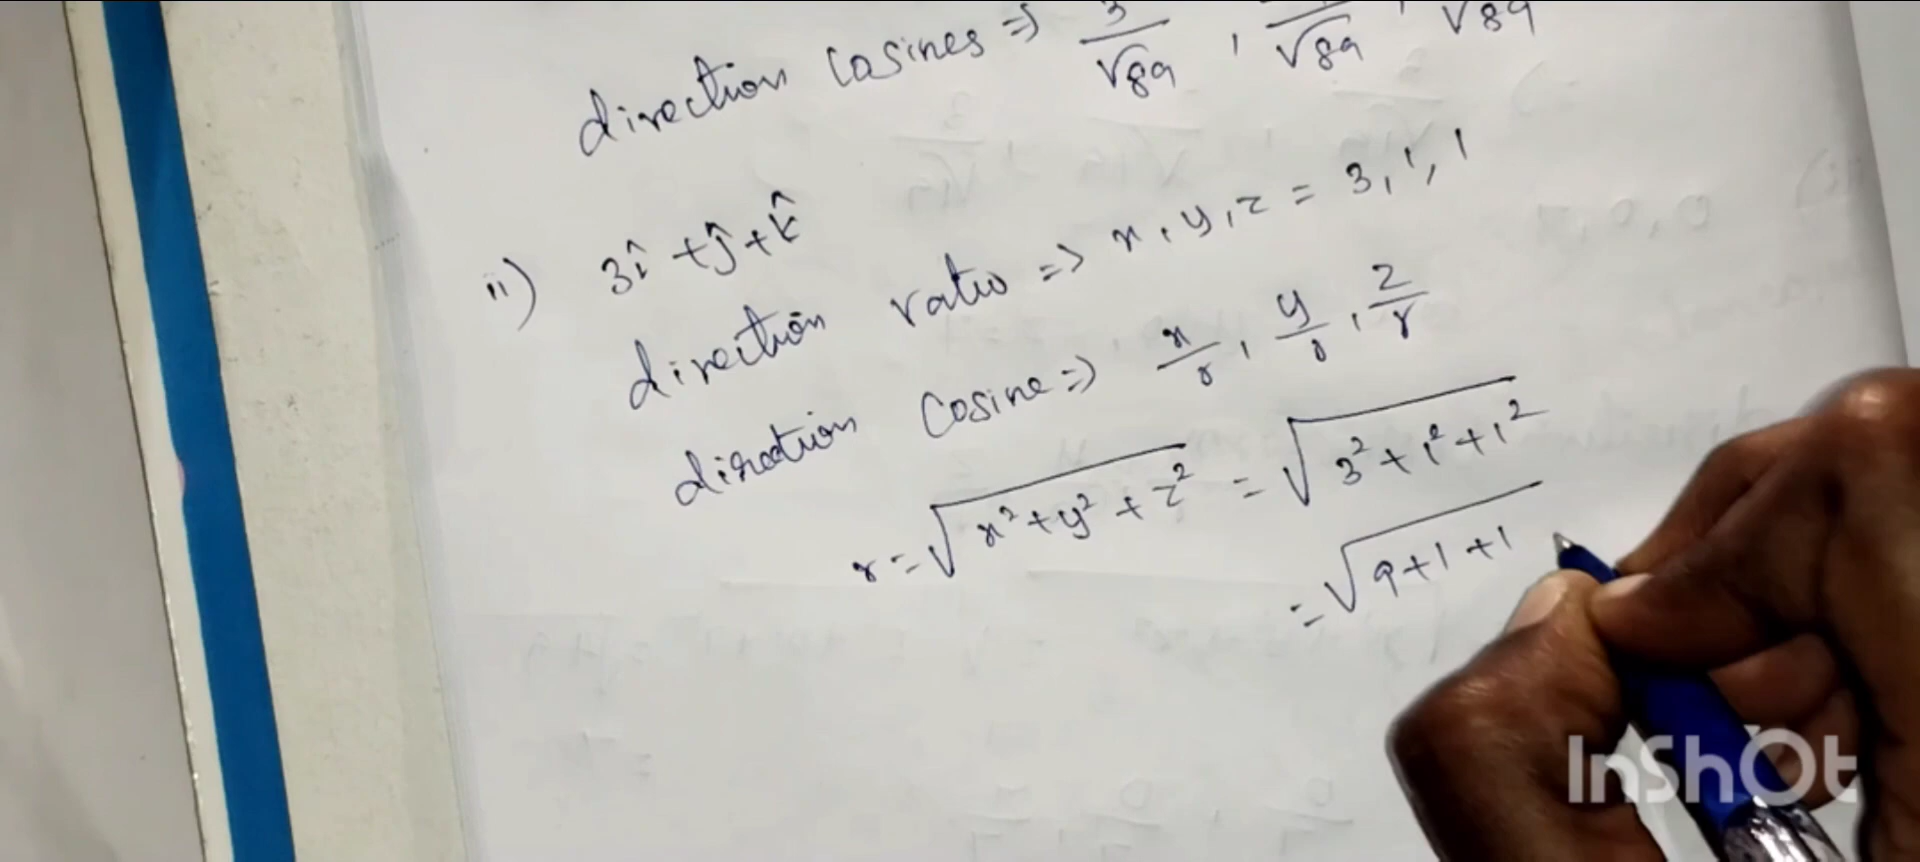 direction cosines ⇒ 3/√89 , /√89 , √89
ii) 3î + ĵ + k̂
direction ratio ⇒ x, y, z = 3, 1, 1
direction cosine ⇒ x/r, y/r, z/r
r = √x² + y² + z² = √3² + 1² + 1²
= √9 + 1 + 1
InShOt